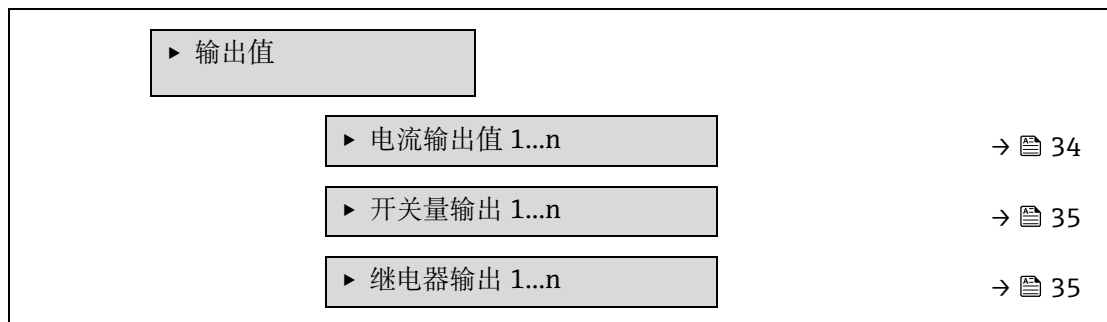 ▸ 输出值
▸ 电流输出值 1...n → 🖹 34
▸ 开关量输出 1...n → 🖹 35
▸ 继电器输出 1...n → 🖹 35